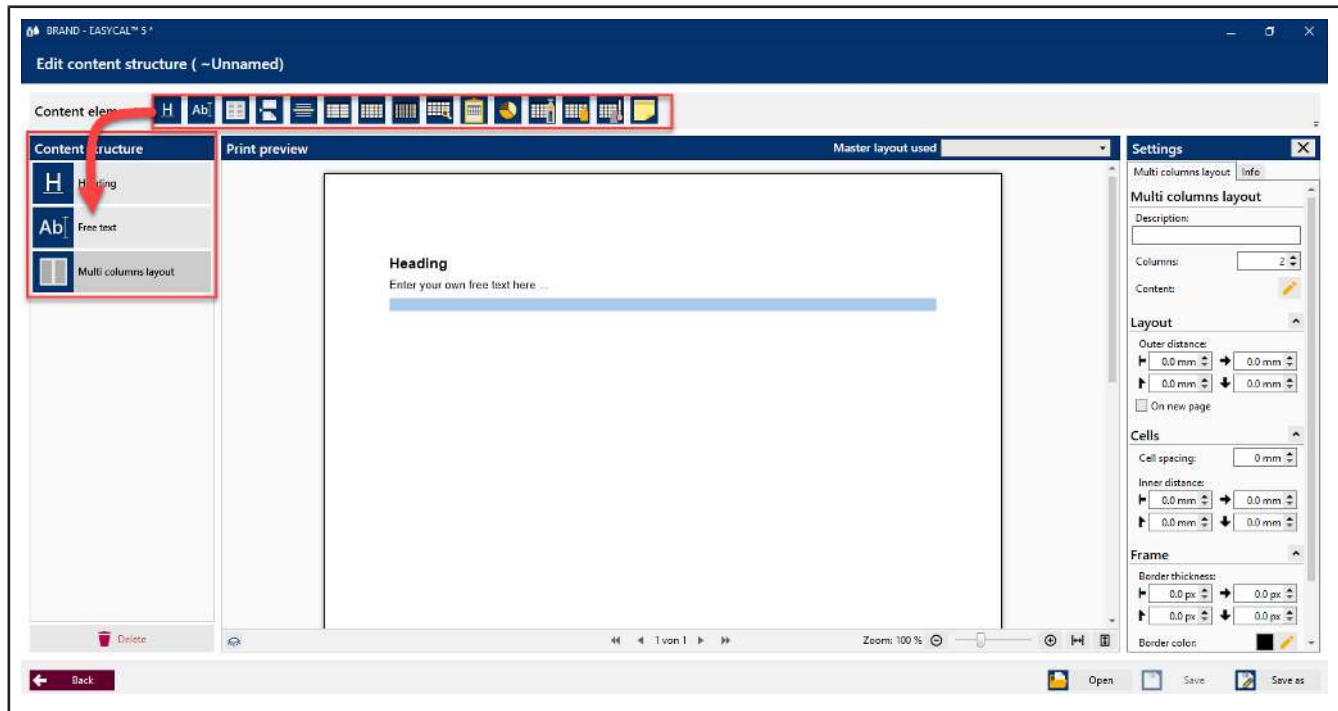 BRAND - EASYCAL™ 5 *
Edit content structure ( ~Unnamed)
H Ab
Content structure
Print preview
Master layout used
Settings
H Heading
Ab Free text
Multi columns layout
Heading
Enter your own free text here ...
Multi columns layout Info
Multi columns layout
Description:
Columns: 2
Content:
Layout
Outer distance:
0.0 mm 0.0 mm
0.0 mm 0.0 mm
On new page
Cells
Cell spacing: 0 mm
Inner distance:
0.0 mm 0.0 mm
0.0 mm 0.0 mm
Frame
Border thickness:
0.0 px 0.0 px
0.0 px 0.0 px
Border color:
Delete
1 von 1
Zoom: 100 %
Back
Open
Save
Save as